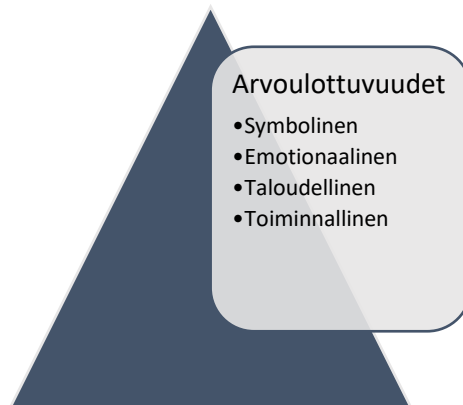 Arvoulottuvuudet
•Symbolinen
•Emotionaalinen
•Taloudellinen
•Toiminnallinen